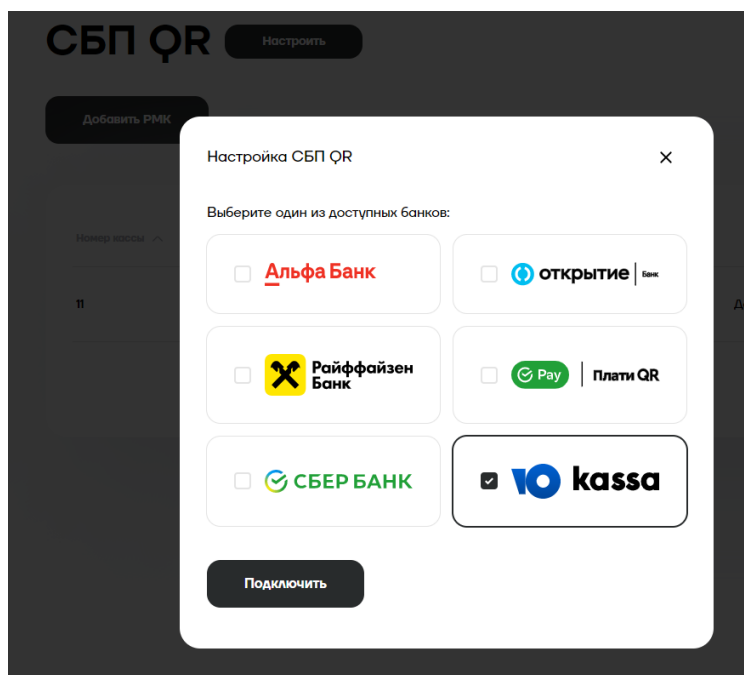 СБП QR
Настроить
Добавить РМК
Настройка СБП QR
Выберите один из доступных банков:
Номер кассы
11
Альфа Банк
открытие Банк
Райффайзен
Банк
Pay Плати QR
СБЕР БАНК
Ю kassa
Подключить